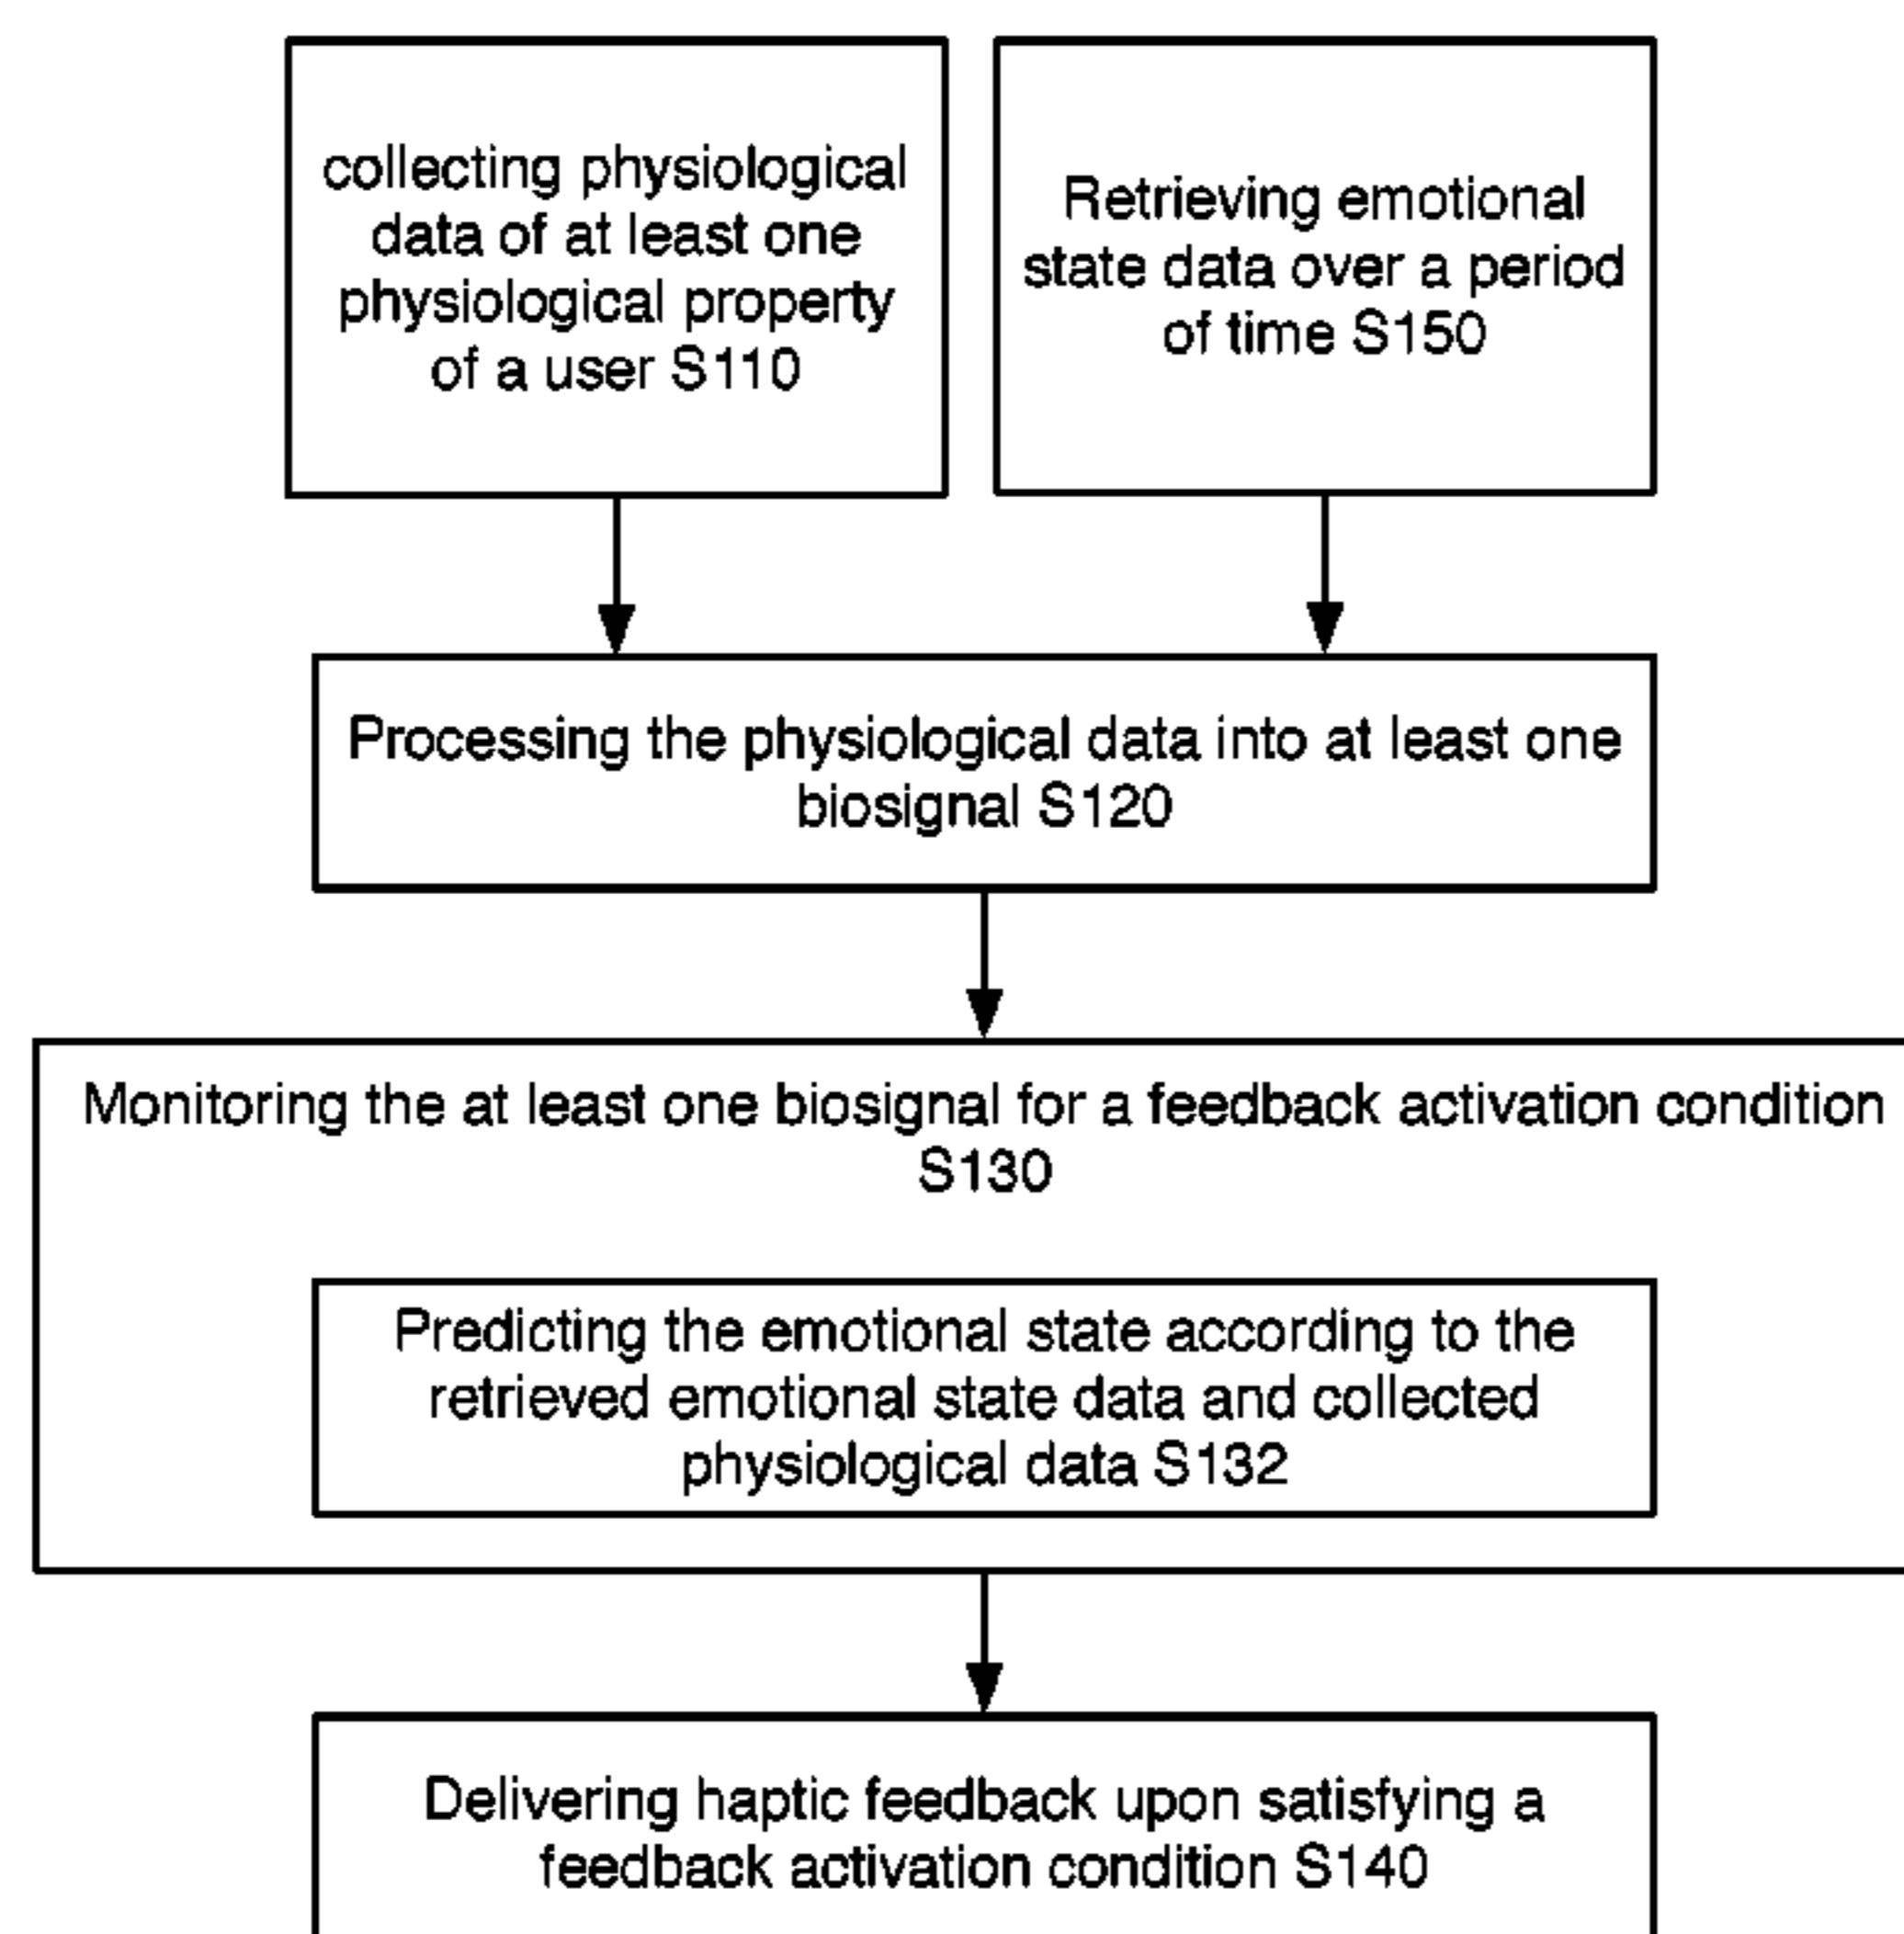 collecting physiological
data of at least one
physiological property
of a user S110
Retrieving emotional
state data over a period
of time S150
Processing the physiological data into at least one
biosignal S120
Monitoring the at least one biosignal for a feedback activation condition
S130
Predicting the emotional state according to the
retrieved emotional state data and collected
physiological data S132
Delivering haptic feedback upon satisfying a
feedback activation condition S140